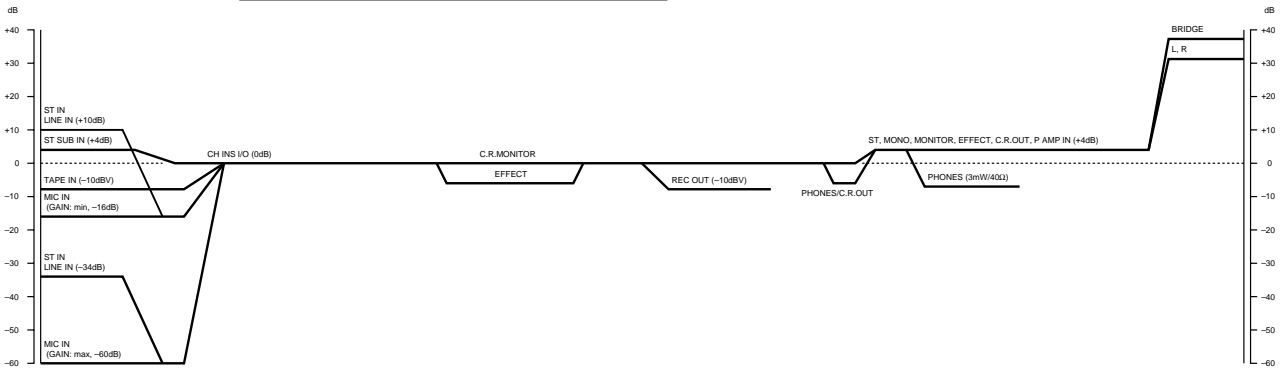 dB
dB
+40
+30
+20
+10
0
–10
–20
–30
–40
–50
–60
ST IN
LINE IN (+10dB)
ST SUB IN (+4dB)
TAPE IN (–10dBV)
MIC IN
(GAIN: min, –16dB)
ST IN
LINE IN (–34dB)
MIC IN
(GAIN: max, –60dB)
CH INS I/O (0dB)
C.R.MONITOR
EFFECT
REC OUT (–10dBV)
PHONES/C.R.OUT
ST, MONO, MONITOR, EFFECT, C.R.OUT, P AMP IN (+4dB)
PHONES (3mW/40Ω)
BRIDGE
L, R
+40
+30
+20
+10
0
–10
–20
–30
–40
–50
–60